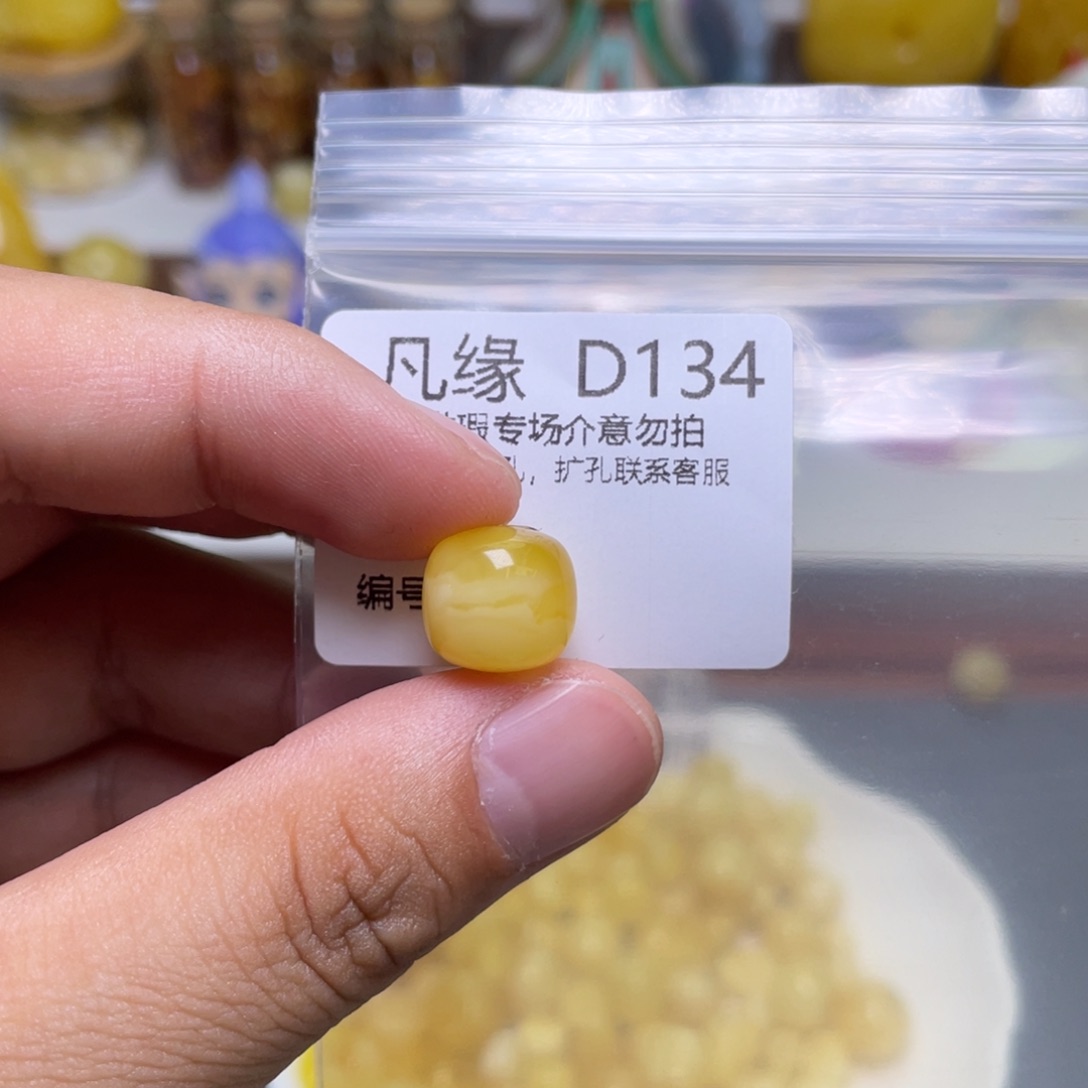 凡缘 D134
瑕专场介意勿拍
孔，扩孔联系客服
编号